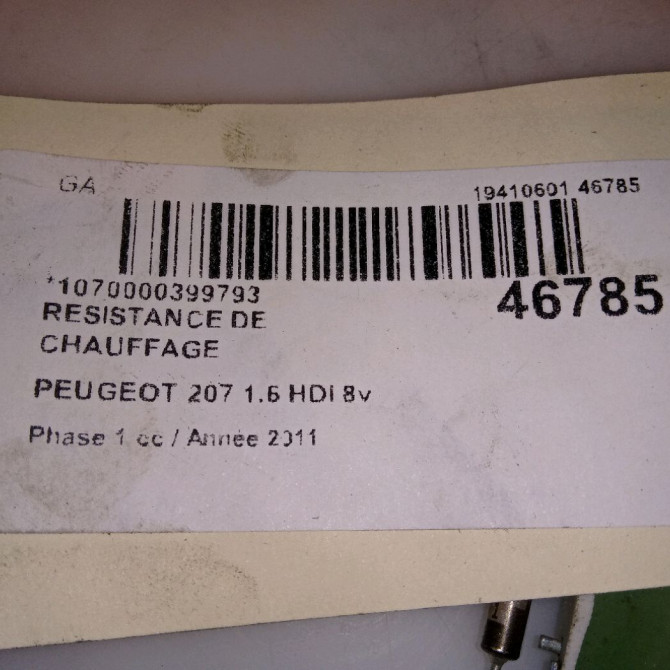 GA
19410601 46785
*1070000399793
46785
RESISTANCE DE
CHAUFFAGE
PEUGEOT 207 1.6 HDI 8v
Phase 1 cc / Année 2011